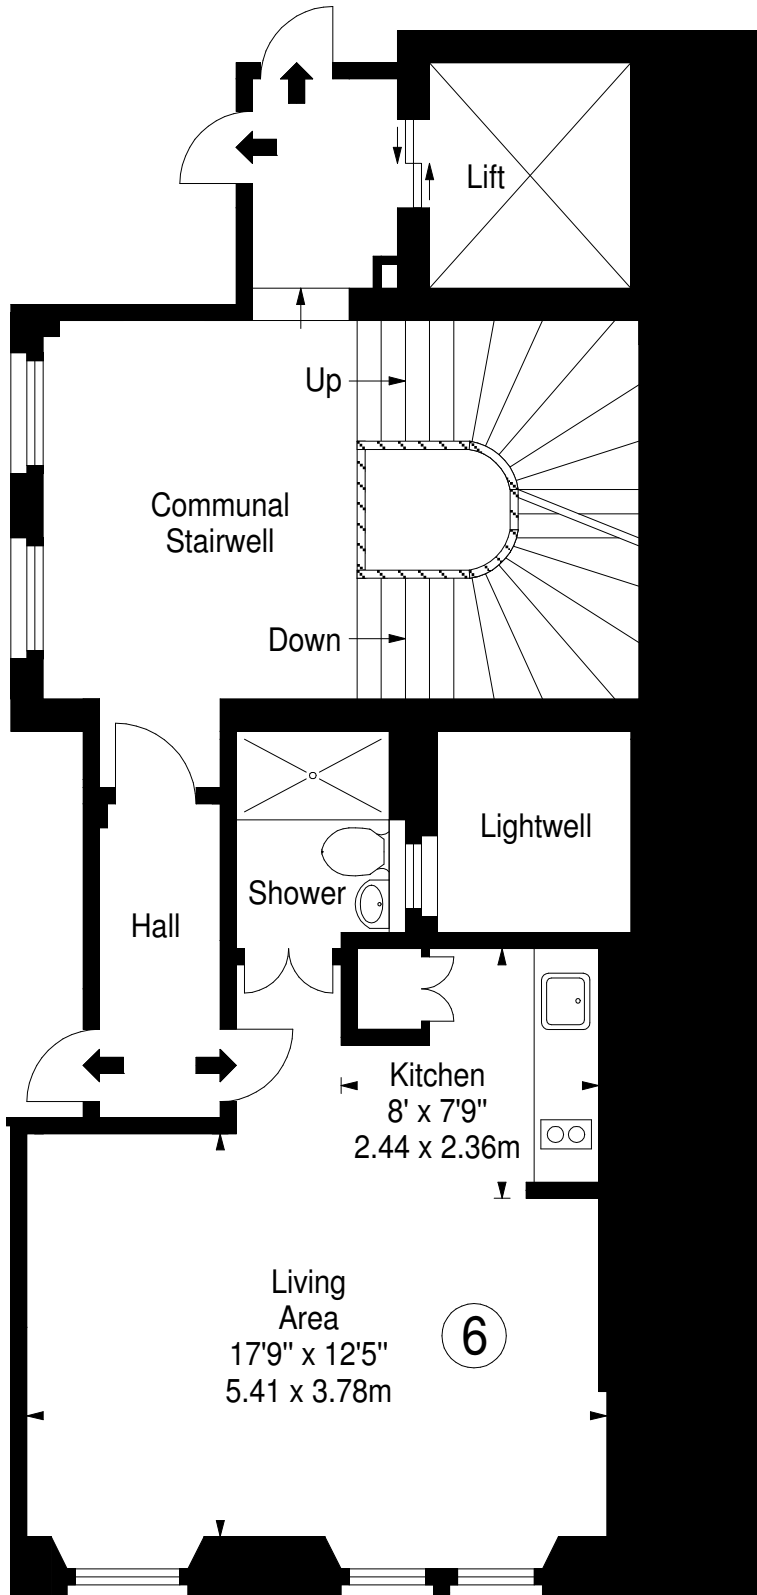 Lift
Up
Communal
Stairwell
Down
Lightwell
Shower
Hall
Kitchen
8' x 7'9"
2.44 x 2.36m
Living
Area
17'9" x 12'5"
5.41 x 3.78m
6